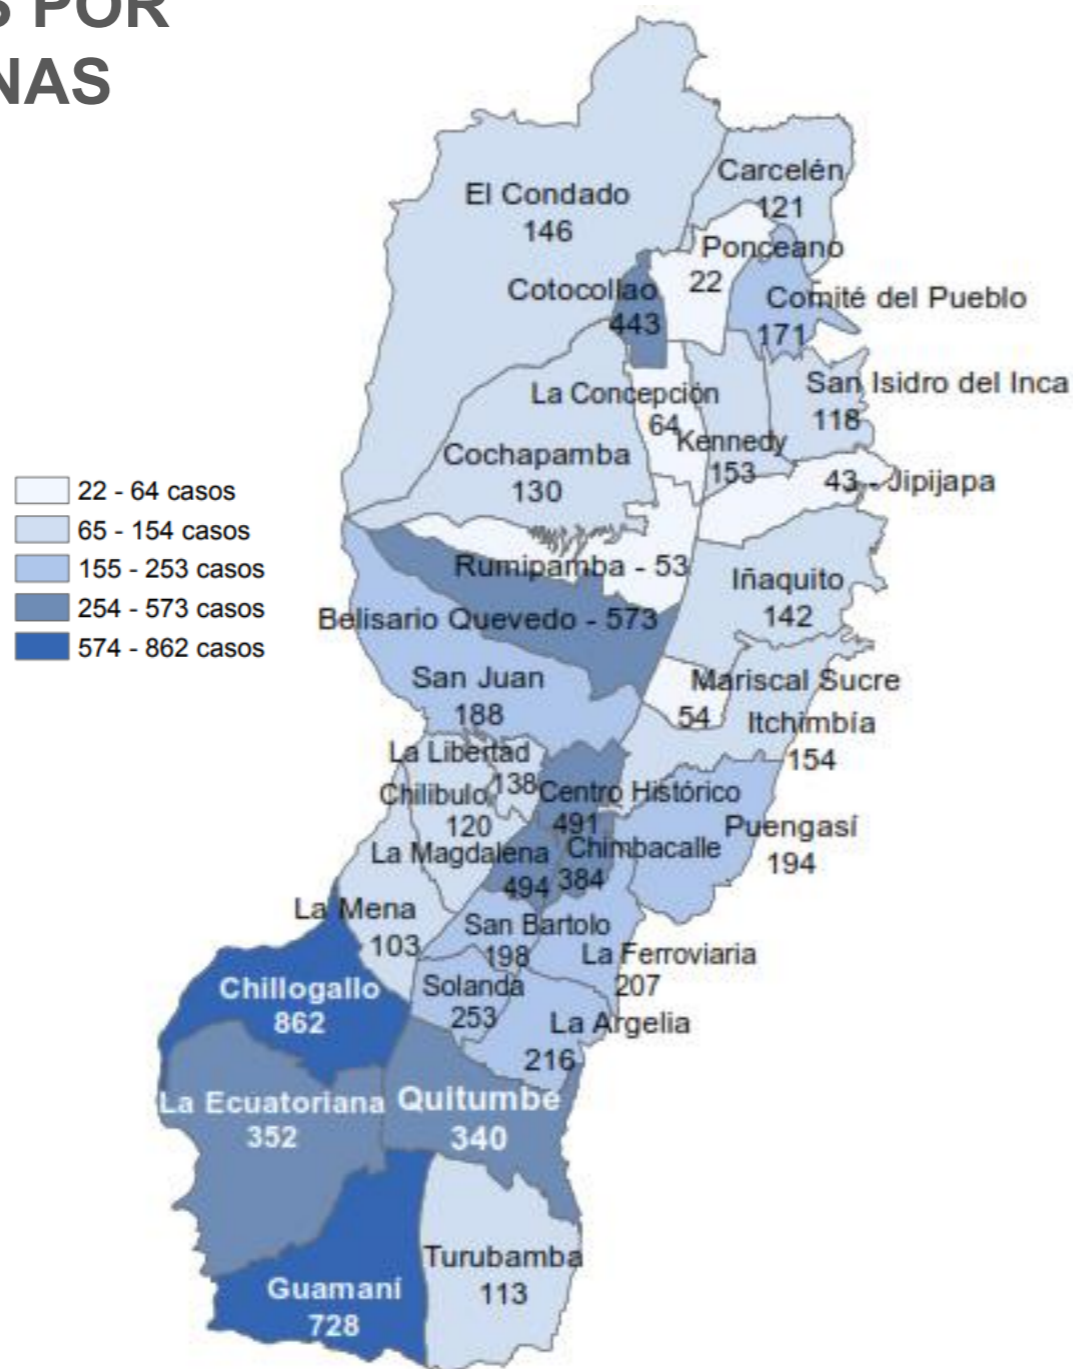 S POR
NAS
El Condado
146
Carcelén
121
Ponceano
22
Cotocollao
443
Comité del Pueblo
171
La Concepción
64
San Isidro del Inca
118
Kennedy
153
Cochapamba
130
43 - Jipijapa
22 - 64 casos
65 - 154 casos
155 - 253 casos
254 - 573 casos
574 - 862 casos
Rumipamba - 53
Iñaquito
142
Belisario Quevedo - 573
San Juan
188
Mariscal Sucre
54
Itchimbía
154
La Libertad
138
Chilibulo
120
Centro Histórico
491
Puengasí
194
La Magdalena
494
Chimbacalle
384
La Mena
103
San Bartolo
198
La Ferroviaria
207
Chillogallo
862
Solanda
253
La Argelia
216
La Ecuatoriana
352
Quitumbe
340
Turubamba
113
Guamaní
728